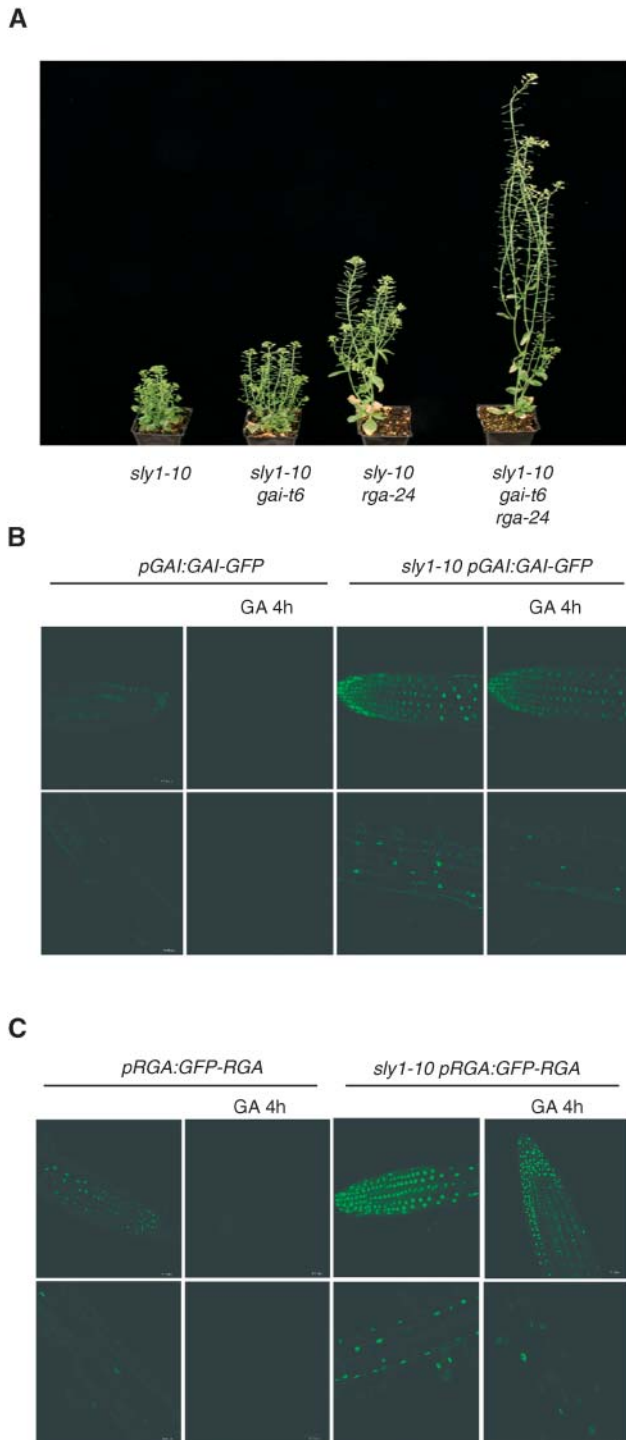 A
sly1-10
sly1-10
gai-t6
sly-10
rga-24
sly1-10
gai-t6
rga-24
B
pGAI:GAI-GFP
sly1-10 pGAI:GAI-GFP
GA 4h
GA 4h
C
pRGA:GFP-RGA
sly1-10 pRGA:GFP-RGA
GA 4h
GA 4h